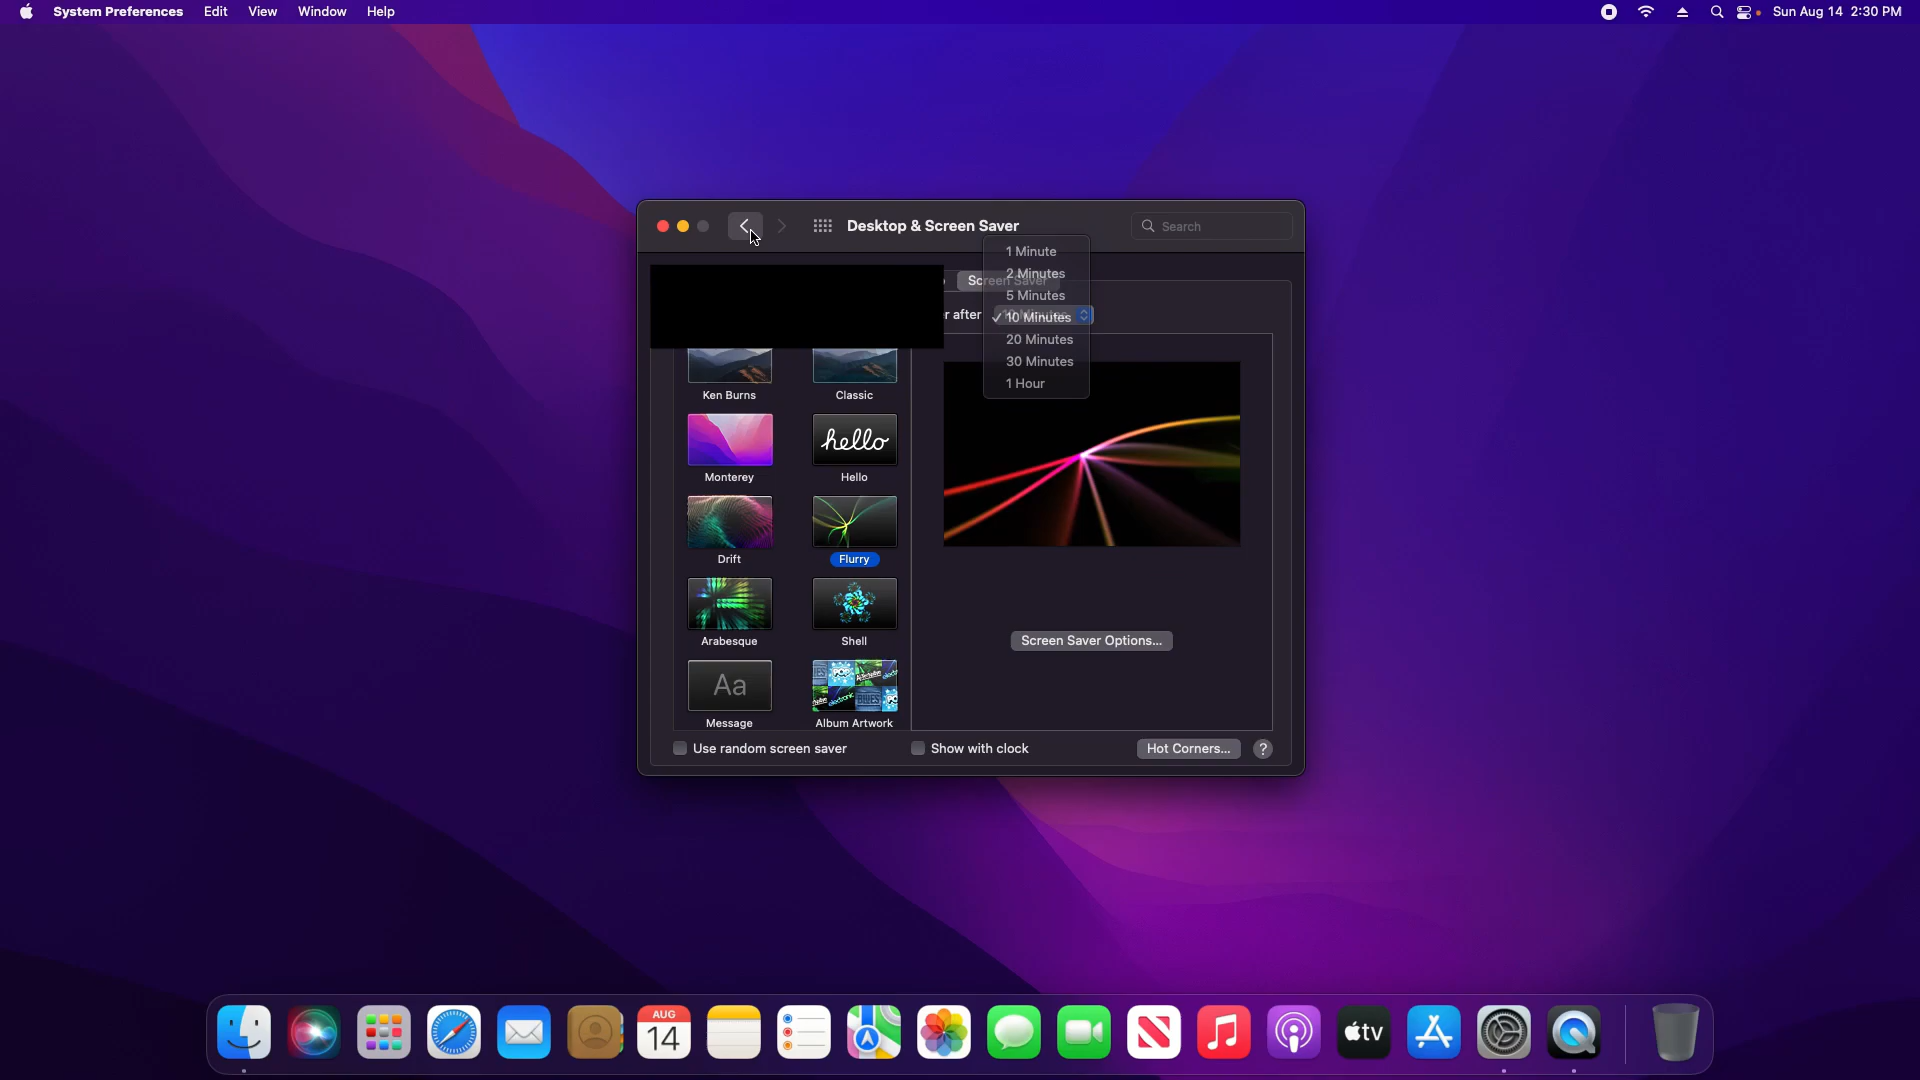 System Preferences Edit View Window Help
Sun Aug 14 2:30 PM
Desktop & Screen Saver
Search
Screen Saver
r after
1 Minute
2 Minutes
5 Minutes
✓ 10 Minutes
20 Minutes
30 Minutes
1 Hour
Ken Burns Classic
hello
Monterey Hello
Drift Flurry
Arabesque Shell
Screen Saver Options...
Aa
POP
Message Album Artwork
Use random screen saver
Show with clock
Hot Corners...
?
AUG
14
tv